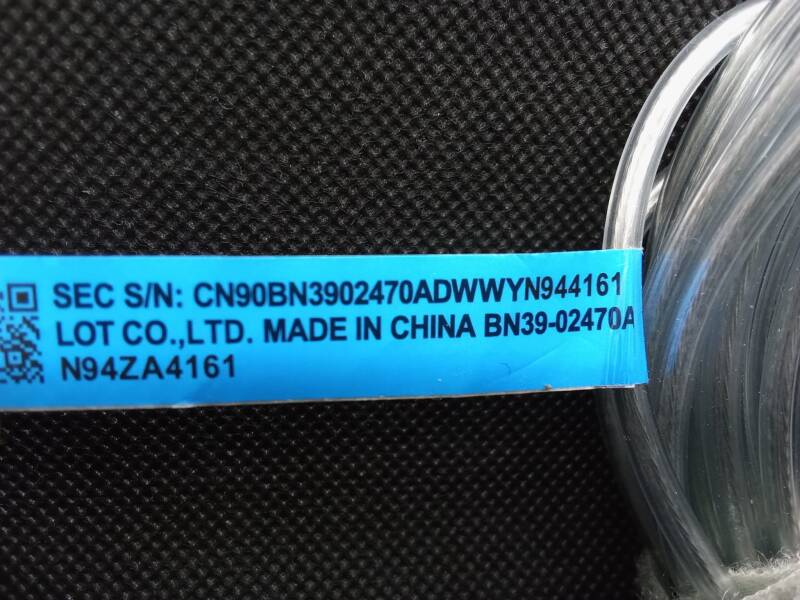 SEC S/N: CN90BN3902470ADWWYN944161
LOT CO.,LTD. MADE IN CHINA BN39-02470A
N94ZA4161